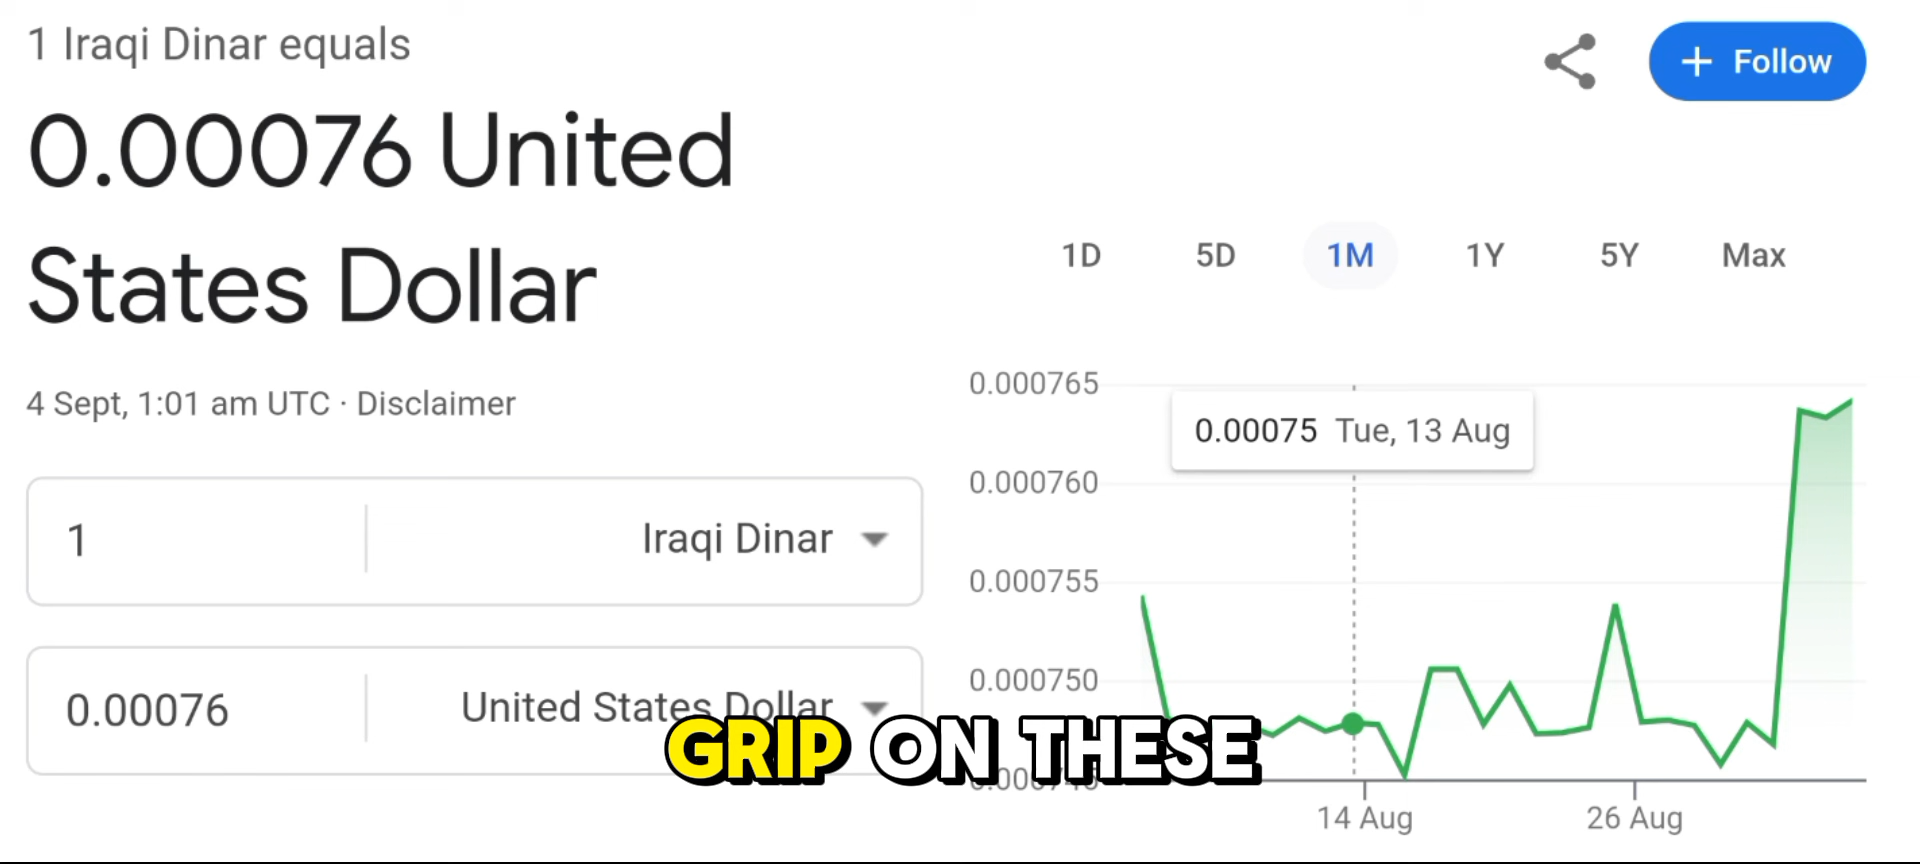 1 Iraqi Dinar equals
0.00076 United
States Dollar
4 Sept, 1:01 am UTC · Disclaimer
1 Iraqi Dinar
0.00076 United States Dollar
+ Follow
1D 5D 1M 1Y 5Y Max
0.00075 Tue, 13 Aug
0.000765
0.000760
0.000755
0.000750
14 Aug 26 Aug
GRIP ON THESE